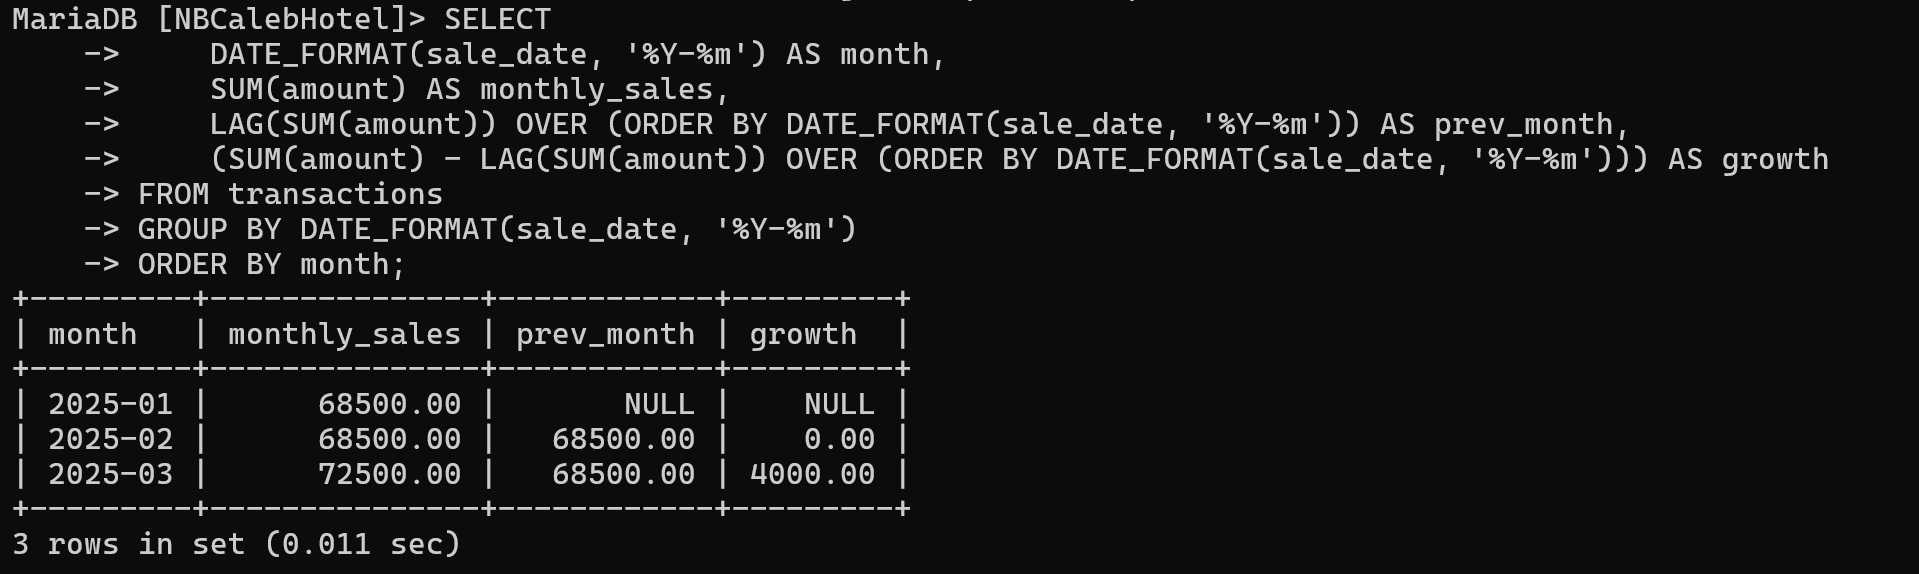 MariaDB [NBCalebHotel]> SELECT
    ->     DATE_FORMAT(sale_date, '%Y-%m') AS month,
    ->     SUM(amount) AS monthly_sales,
    ->     LAG(SUM(amount)) OVER (ORDER BY DATE_FORMAT(sale_date, '%Y-%m')) AS prev_month,
    ->     (SUM(amount) - LAG(SUM(amount)) OVER (ORDER BY DATE_FORMAT(sale_date, '%Y-%m'))) AS growth
    -> FROM transactions
    -> GROUP BY DATE_FORMAT(sale_date, '%Y-%m')
    -> ORDER BY month;
+---------+---------------+------------+---------+
| month   | monthly_sales | prev_month | growth  |
+---------+---------------+------------+---------+
| 2025-01 |      68500.00 |       NULL |    NULL |
| 2025-02 |      68500.00 |   68500.00 |    0.00 |
| 2025-03 |      72500.00 |   68500.00 | 4000.00 |
+---------+---------------+------------+---------+
3 rows in set (0.011 sec)